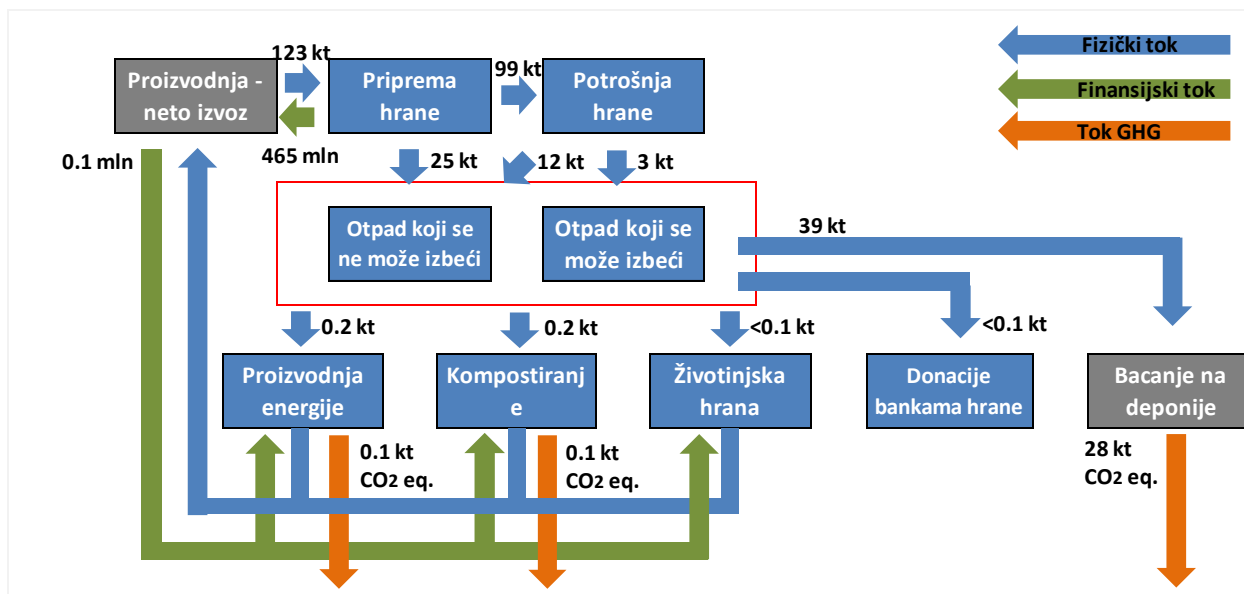 Fizički tok
Finansijski tok
Tok GHG
123 kt
Proizvodnja -
neto izvoz
Priprema
hrane
99 kt
Potrošnja
hrane
0.1 mln
465 mln
25 kt
12 kt
3 kt
Otpad koji se
ne može izbeći
Otpad koji se
može izbeći
39 kt
0.2 kt
0.2 kt
<0.1 kt
<0.1 kt
Proizvodnja
energije
Kompostiranj
e
Životinjska
hrana
Donacije
bankama hrane
Bacanje na
deponije
0.1 kt
CO2 eq.
0.1 kt
CO2 eq.
28 kt
CO2 eq.